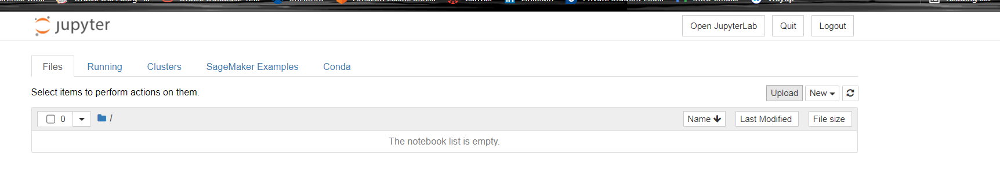 jupyter
Open JupyterLab Quit Logout
Files Running Clusters SageMaker Examples Conda
Select items to perform actions on them.
Upload New
0 / Name Last Modified File size
The notebook list is empty.